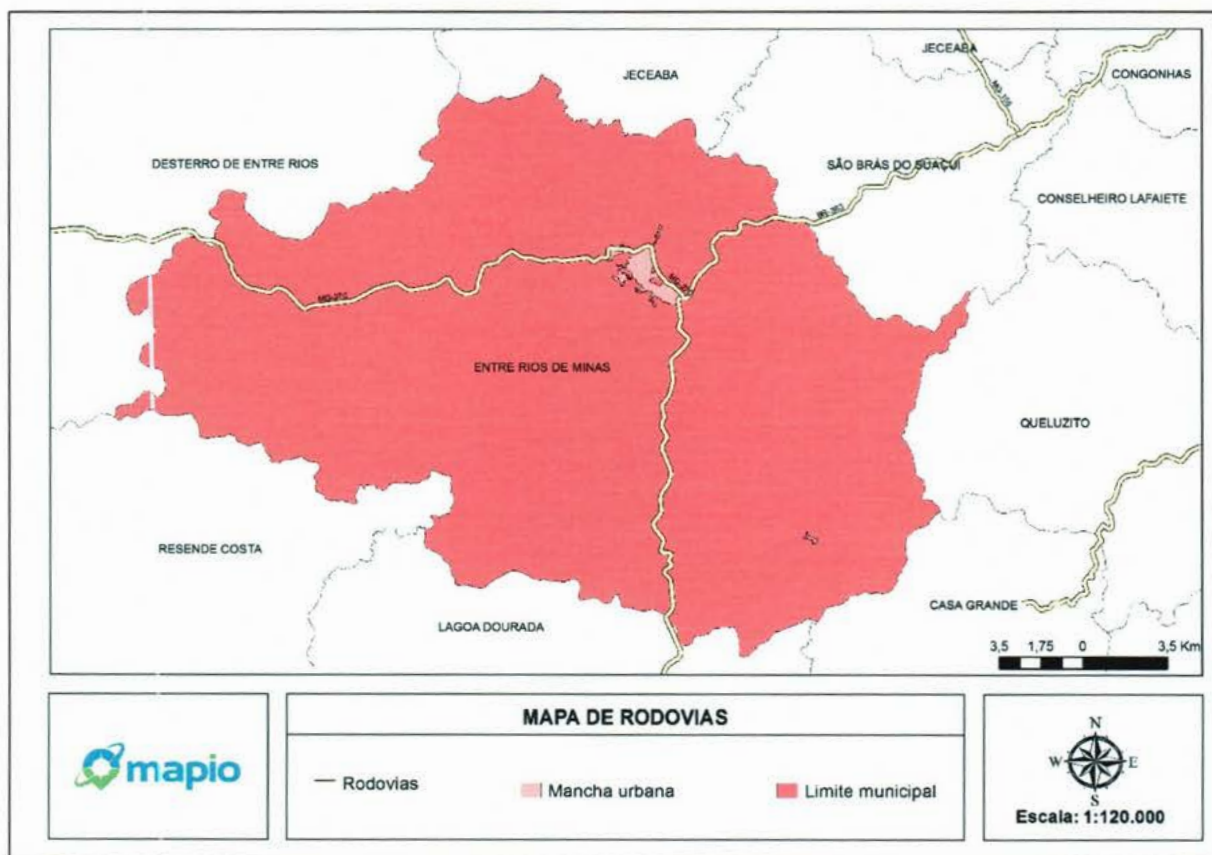 JECEABA
JECEABA
CONGONHAS
DESTERRO DE ENTRE RIOS
SÃO BRÁS DO SUAÇUÍ
CONSELHEIRO LAFAIETE
MG-270
ENTRE RIOS DE MINAS
QUELUZITO
RESENDE COSTA
CASA GRANDE
LAGOA DOURADA
3,5 1,75 0 3,5 Km
MAPA DE RODOVIAS
mapio
Rodovias
Mancha urbana
Limite municipal
N
W E
S
Escala: 1:120.000